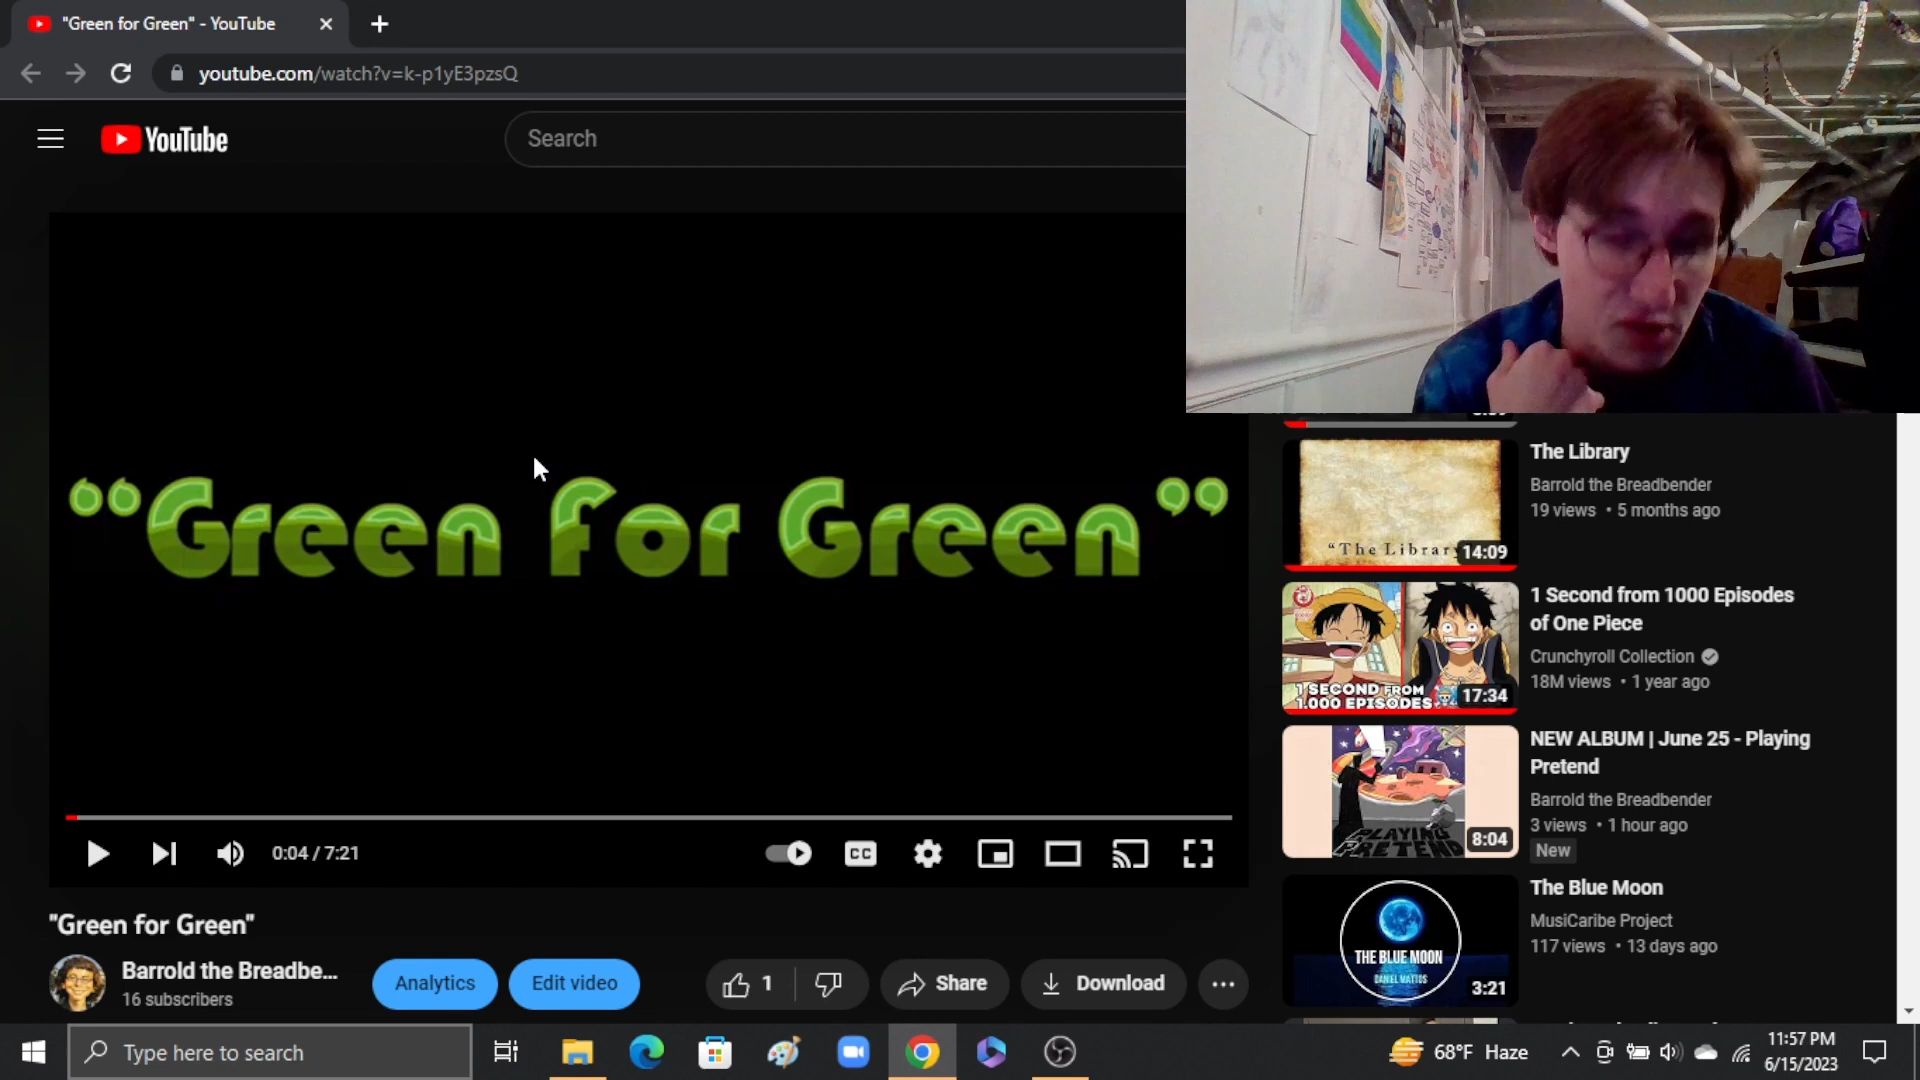 "Green for Green" - YouTube
youtube.com/watch?v=k-p1yE3pzsQ
YouTube
Search
"Green For Green"
0:04 / 7:21
CC
"Green for Green"
Barrold the Breadbe...
16 subscribers
Analytics
Edit video
1
Share
Download
The Library
Barrold the Breadbender
19 views • 5 months ago
"The Library
14:09
1 Second from 1000 Episodes
of One Piece
Crunchyroll Collection
18M views • 1 year ago
1 SECOND FROM
1.000 EPISODES
17:34
NEW ALBUM | June 25 - Playing
Pretend
Barrold the Breadbender
3 views • 1 hour ago
New
PLAYING
PRETEND
8:04
The Blue Moon
MusiCaribe Project
117 views • 13 days ago
THE BLUE MOON
DANIEL MATTOS
3:21
Type here to search
68°F Haze
11:57 PM
6/15/2023